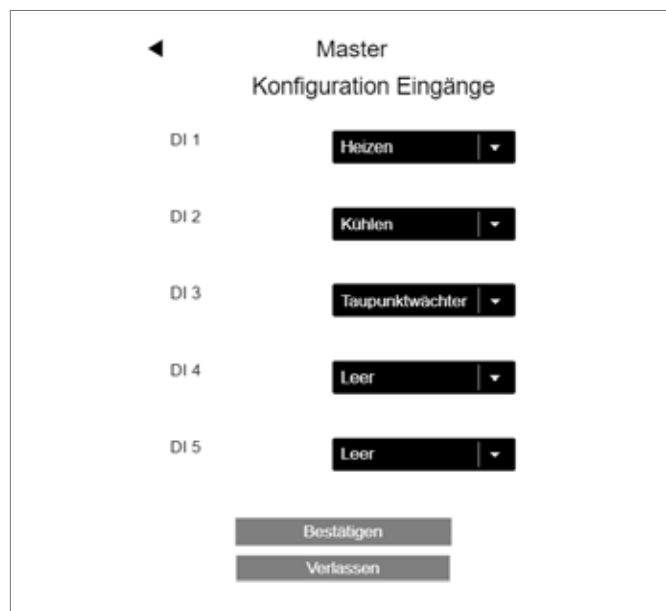 Master
Konfiguration Eingänge
DI 1 Heizen
DI 2 Kühlen
DI 3 Taupunktwächter
DI 4 Leer
DI 5 Leer
Bestätigen
Verlassen